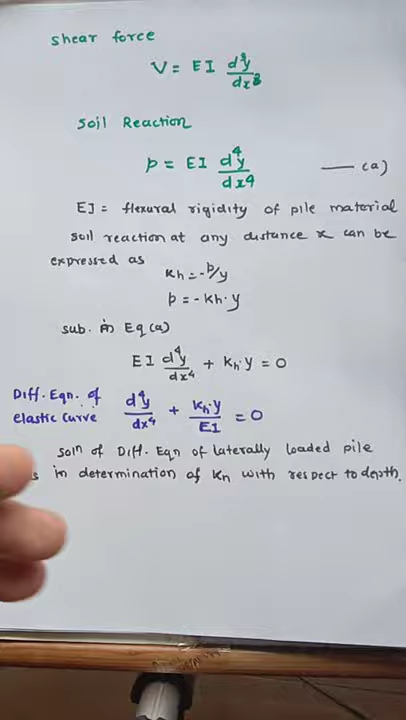 shear force
V = EI d³y/dx³
Soil Reaction
p = EI d⁴y/dx⁴ —— (a)
EI = flexural rigidity of pile material
soil reaction at any distance x can be
expressed as
Kh = -p/y
p = -Kh·y
sub. in Eq(a)
EI d⁴y/dx⁴ + Kh·y = 0
Diff. Eqn. of
elastic curve d⁴y/dx⁴ + Kh·y/EI = 0
soln of Diff. Eqn of laterally loaded pile
in determination of Kh with respect to depth.